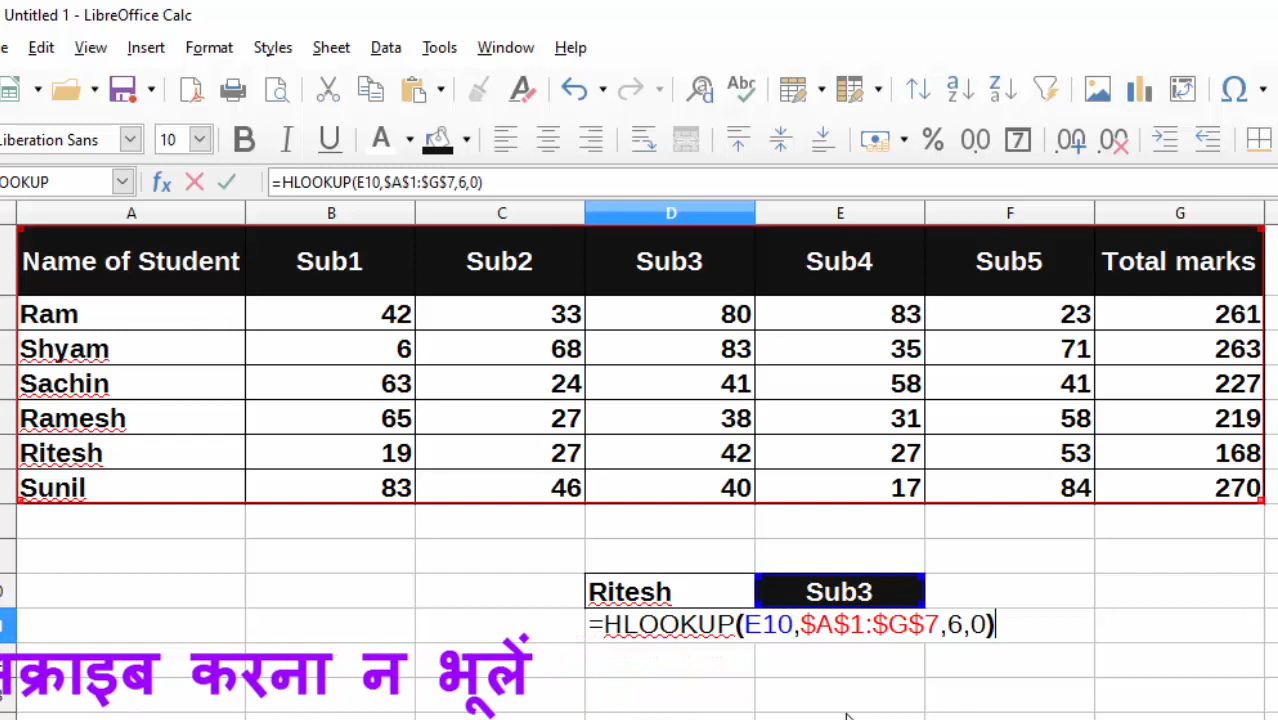 Untitled 1 - LibreOffice Calc
Edit View Insert Format Styles Sheet Data Tools Window Help
Liberation Sans 10
=HLOOKUP(E10,$A$1:$G$7,6,0)
A B C D E F G
Name of Student Sub1 Sub2 Sub3 Sub4 Sub5 Total marks
Ram 42 33 80 83 23 261
Shyam 6 68 83 35 71 263
Sachin 63 24 41 58 41 227
Ramesh 65 27 38 31 58 219
Ritesh 19 27 42 27 53 168
Sunil 83 46 40 17 84 270
Ritesh Sub3
=HLOOKUP(E10,$A$1:$G$7,6,0)
करना न भूलें